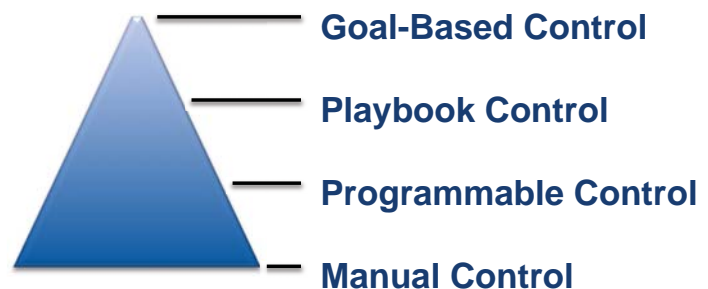 Goal-Based Control
Playbook Control
Programmable Control
Manual Control